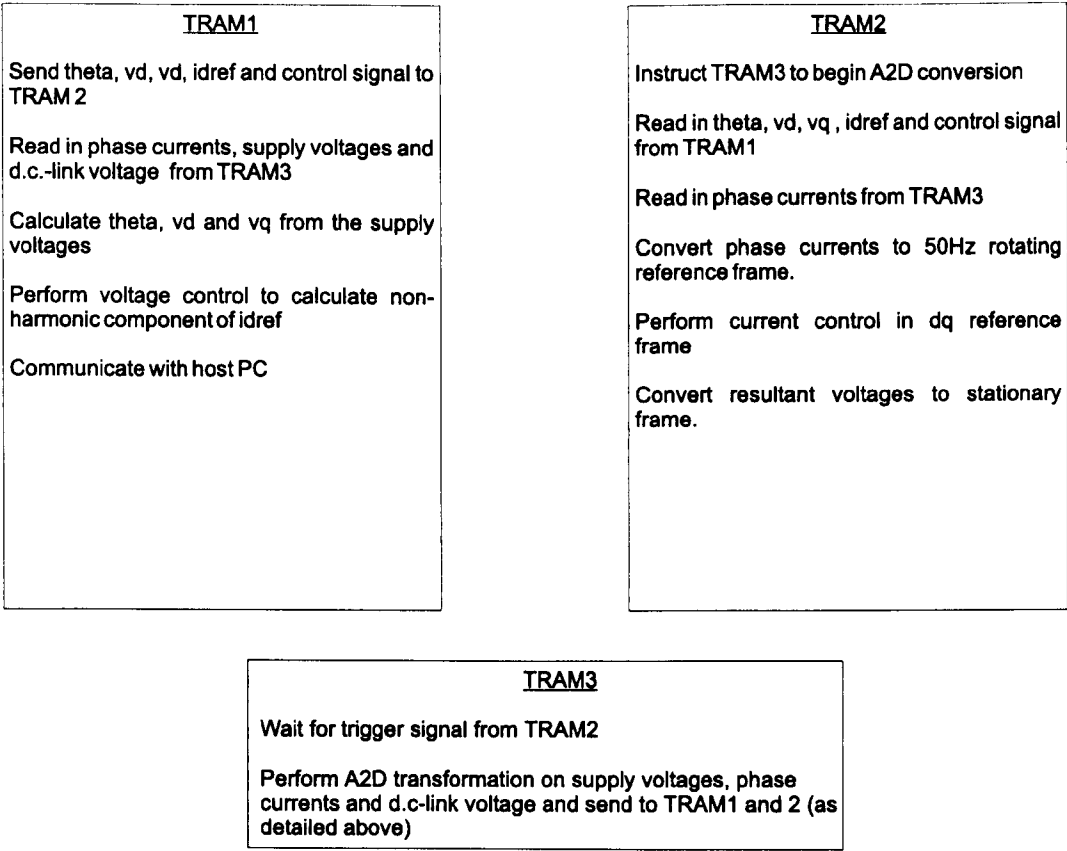 TRAM1
Send theta, vd, vd, idref and control signal to
TRAM 2
Read in phase currents, supply voltages and
d.c.-link voltage from TRAM3
Calculate theta, vd and vq from the supply
voltages
Perform voltage control to calculate non-
harmonic component of idref
Communicate with host PC
TRAM2
Instruct TRAM3 to begin A2D conversion
Read in theta, vd, vq , idref and control signal
from TRAM1
Read in phase currents from TRAM3
Convert phase currents to 50Hz rotating
reference frame.
Perform current control in dq reference
frame
Convert resultant voltages to stationary
frame.
TRAM3
Wait for trigger signal from TRAM2
Perform A2D transformation on supply voltages, phase
currents and d.c-link voltage and send to TRAM1 and 2 (as
detailed above)